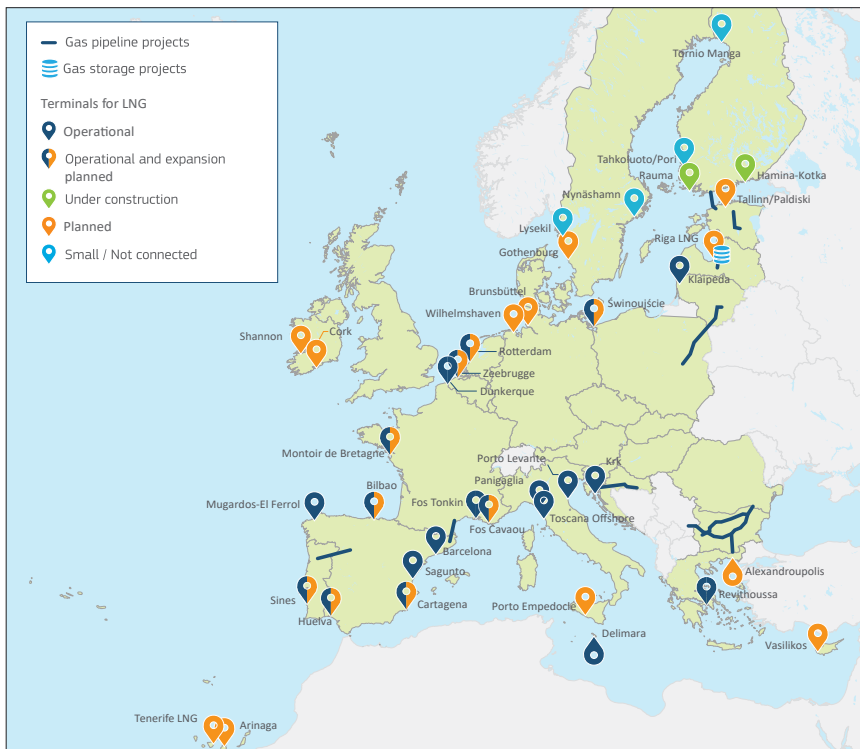 Gas pipeline projects
Gas storage projects
Terminals for LNG
Operational
Operational and expansion
planned
Under construction
Planned
Small / Not connected
Tornio Manga
Tahkoluoto/Pori
Rauma
Hamina-Kotka
Nynäshamn
Tallinn/Paldiski
Lysekil
Riga LNG
Gothenburg
Klaipeda
Brunsbüttel
Świnoujście
Wilhelmshaven
Shannon
Cork
Rotterdam
Zeebrugge
Dunkerque
Montoir de Bretagne
Porto Levante
Krk
Bilbao
Panigaglia
Mugardos-El Ferrol
Fos Tonkin
Toscana Offshore
Fos Cavaou
Barcelona
Sagunto
Alexandroupolis
Revithoussa
Sines
Cartagena
Porto Empedocle
Huelva
Delimara
Vasilikos
Tenerife LNG
Arinaga